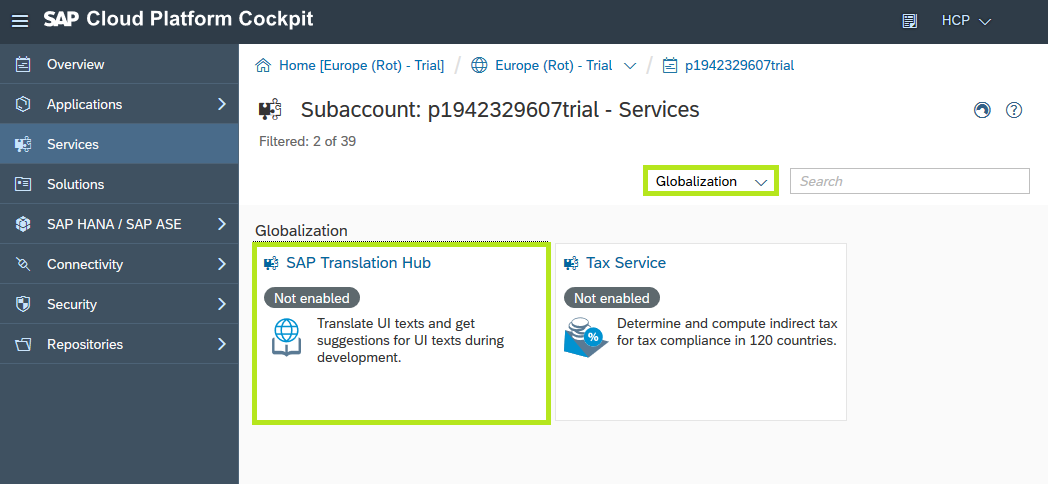 SAP Cloud Platform Cockpit
HCP
Overview
Applications
Services
Solutions
SAP HANA / SAP ASE
Connectivity
Security
Repositories
Home [Europe (Rot) - Trial] / Europe (Rot) - Trial / p1942329607trial
Subaccount: p1942329607trial - Services
Filtered: 2 of 39
Globalization
Search
Globalization
SAP Translation Hub
Not enabled
Translate UI texts and get
suggestions for UI texts during
development.
Tax Service
Not enabled
%
Determine and compute indirect tax
for tax compliance in 120 countries.